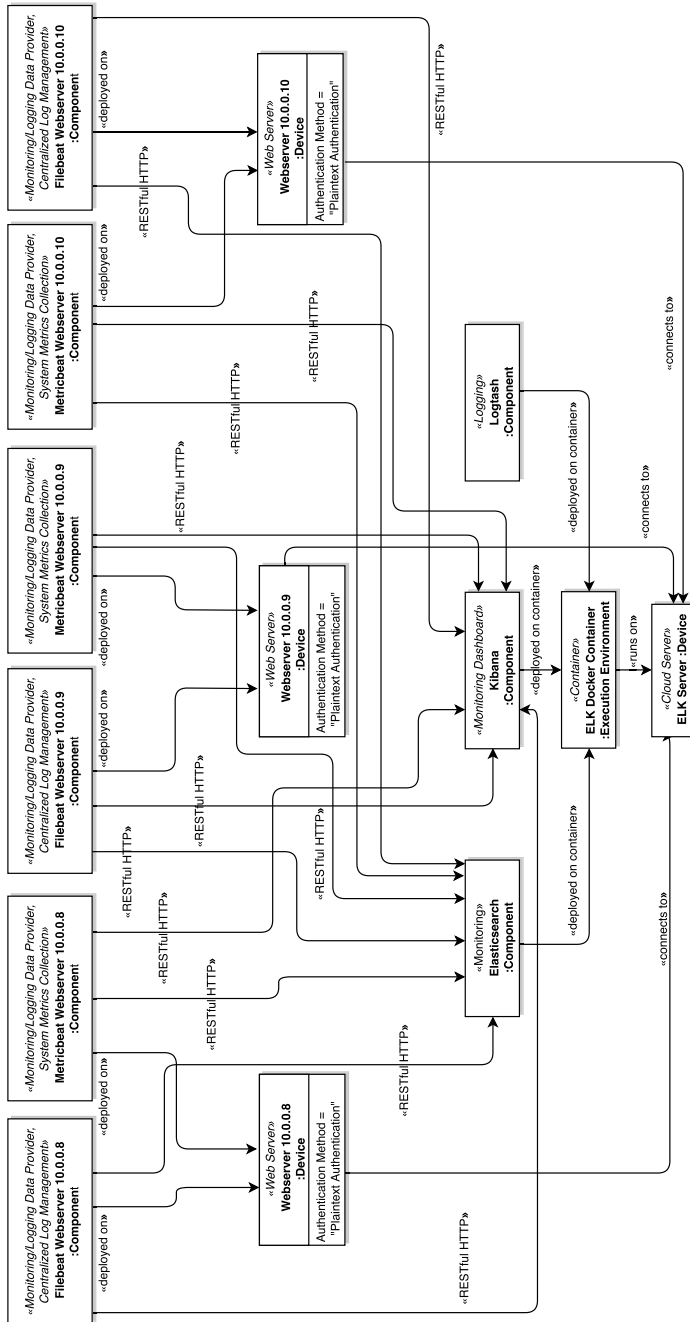 «Monitoring/Logging Data Provider,
Centralized Log Management»
Filebeat Webserver 10.0.0.8
:Component
«Monitoring/Logging Data Provider,
System Metrics Collection»
Metricbeat Webserver 10.0.0.8
:Component
«Monitoring/Logging Data Provider,
Centralized Log Management»
Filebeat Webserver 10.0.0.9
:Component
«Monitoring/Logging Data Provider,
System Metrics Collection»
Metricbeat Webserver 10.0.0.9
:Component
«Monitoring/Logging Data Provider,
System Metrics Collection»
Metricbeat Webserver 10.0.0.10
:Component
«Monitoring/Logging Data Provider,
Centralized Log Management»
Filebeat Webserver 10.0.0.10
:Component
«deployed on»
«deployed on»
«deployed on»
«deployed on»
«deployed on»
«deployed on»
«RESTful HTTP»
«RESTful HTTP»
«RESTful HTTP»
«RESTful HTTP»
«RESTful HTTP»
«RESTful HTTP»
«RESTful HTTP»
«RESTful HTTP»
«RESTful HTTP»
«RESTful HTTP»
«RESTful HTTP»
«RESTful HTTP»
«Web Server»
Webserver 10.0.0.8
:Device
Authentication Method =
"Plaintext Authentication"
«Web Server»
Webserver 10.0.0.9
:Device
Authentication Method =
"Plaintext Authentication"
«Web Server»
Webserver 10.0.0.10
:Device
Authentication Method =
"Plaintext Authentication"
«Monitoring»
Elasticsearch
:Component
«Monitoring Dashboard»
Kibana
:Component
«Logging»
Logtash
:Component
«deployed on container»
«deployed on container»
«deployed on container»
«Container»
ELK Docker Container
:Execution Environment
«connects to»
«runs on»
«connects to»
«connects to»
«Cloud Server»
ELK Server :Device